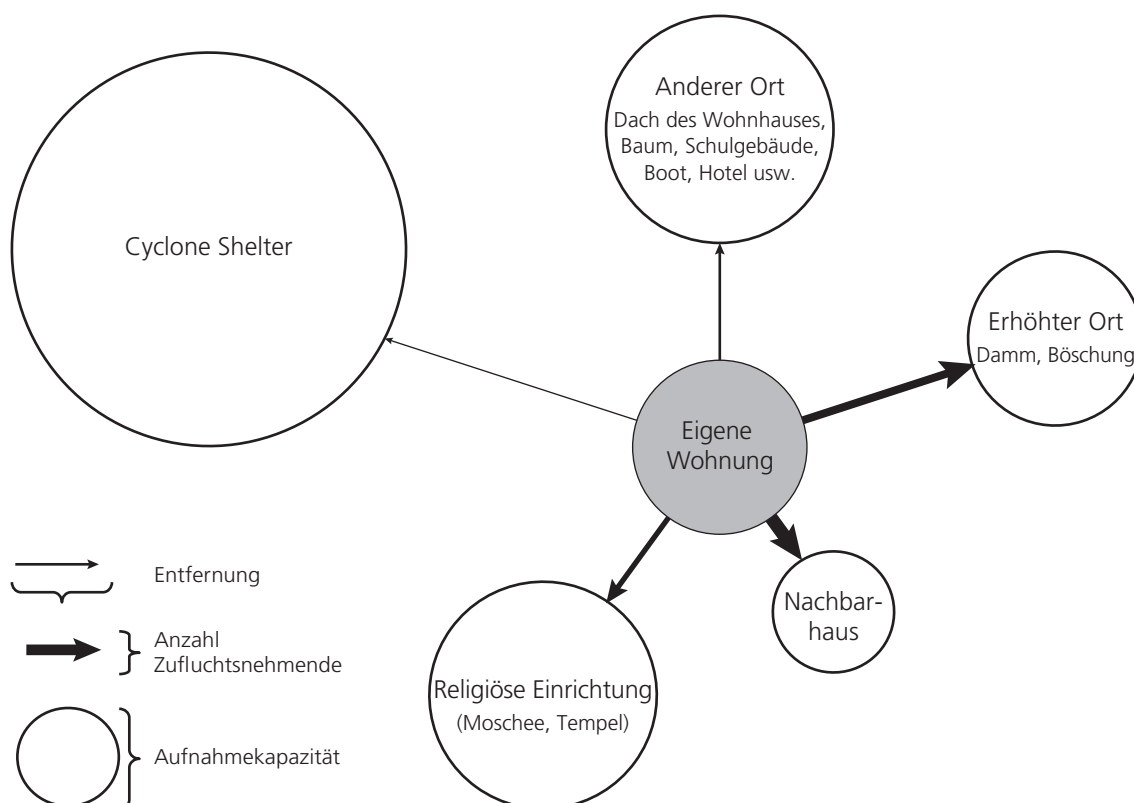 Anderer Ort
Dach des Wohnhauses,
Baum, Schulgebäude,
Boot, Hotel usw.
Cyclone Shelter
Erhöhter Ort
Damm, Böschung
Eigene
Wohnung
Nachbar-
haus
Religiöse Einrichtung
(Moschee, Tempel)
Entfernung
Anzahl
Zufluchtsnehmende
Aufnahmekapazität